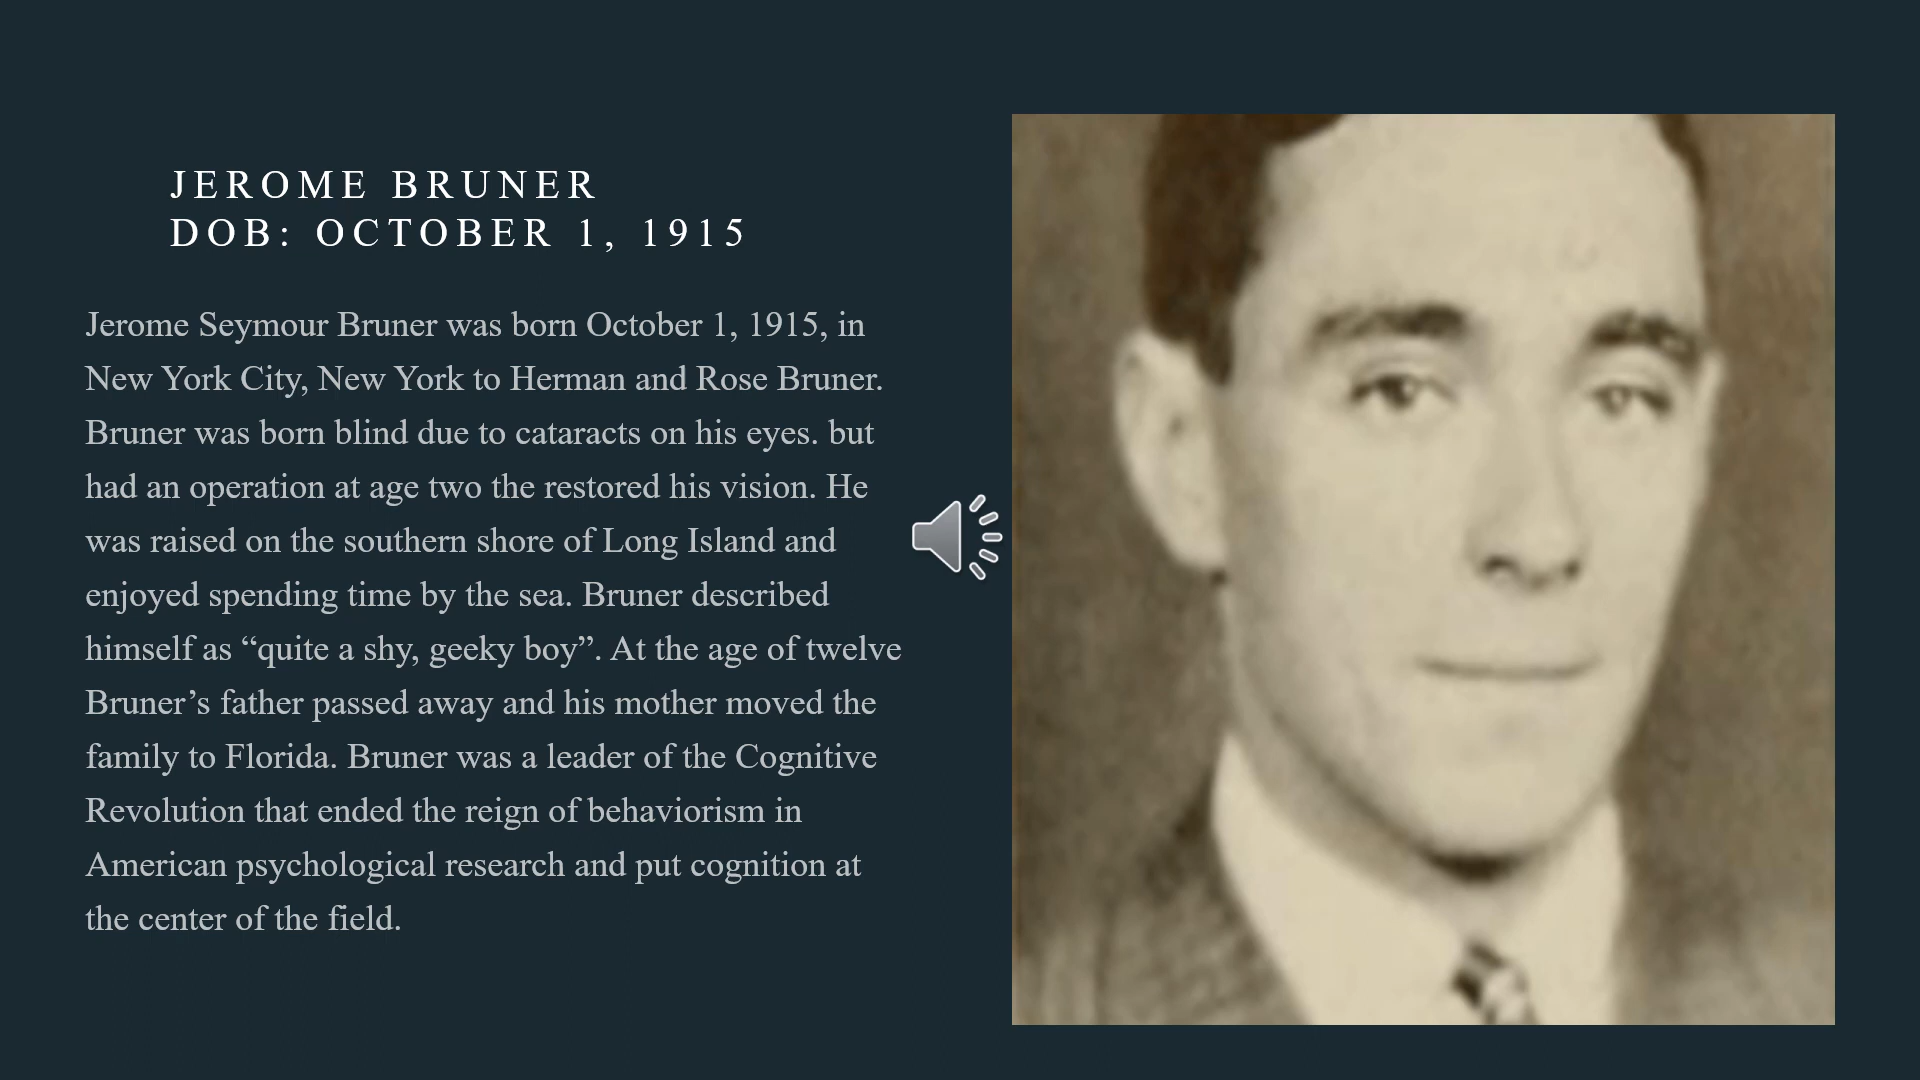 JEROME BRUNER
DOB: OCTOBER 1, 1915
Jerome Seymour Bruner was born October 1, 1915, in
New York City, New York to Herman and Rose Bruner.
Bruner was born blind due to cataracts on his eyes. but
had an operation at age two the restored his vision. He
was raised on the southern shore of Long Island and
enjoyed spending time by the sea. Bruner described
himself as “quite a shy, geeky boy”. At the age of twelve
Bruner’s father passed away and his mother moved the
family to Florida. Bruner was a leader of the Cognitive
Revolution that ended the reign of behaviorism in
American psychological research and put cognition at
the center of the field.